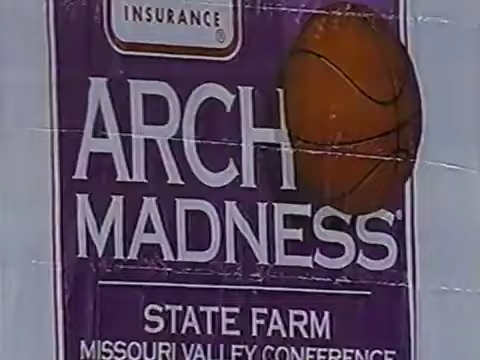 INSURANCE ®
ARCH
MADNESS
STATE FARM
MISSOURI VALLEY CONFERENCE